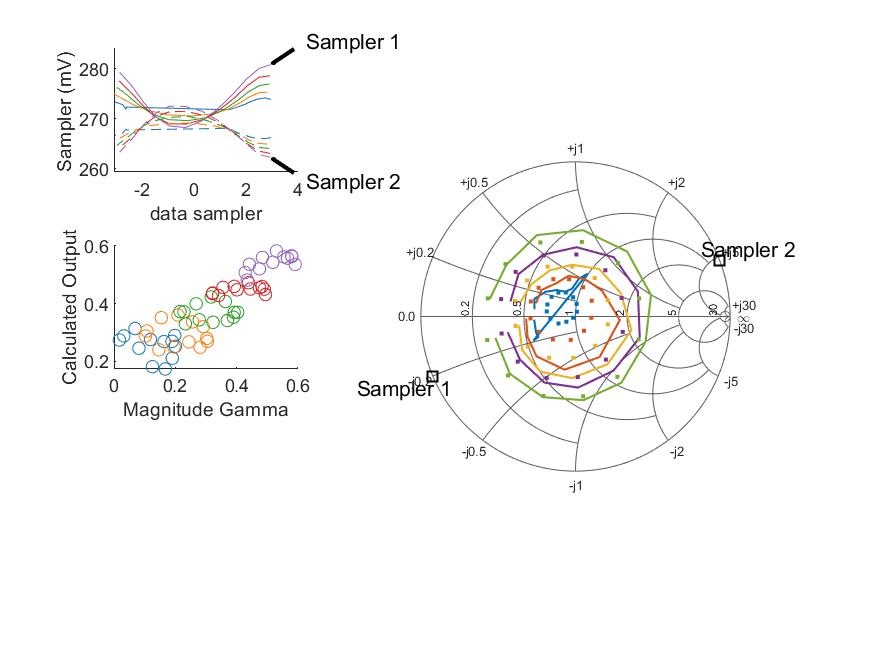 Sampler 1
280
270
260
Sampler (mV)
-2
0
2
4
data sampler
Sampler 2
0.6
0.4
0.2
Calculated Output
0
0.2
0.4
0.6
Magnitude Gamma
+j1
+j0.5
+j2
+j0.2
Sampler 2
0.0
0.2
0.5
1
2
5
30
+j30
∞
-j30
Sampler 1
-j5
-j0.5
-j2
-j1